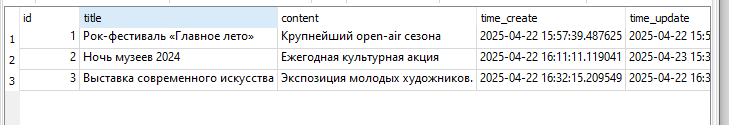 id title content time_create time_update
1 1 Рок-фестиваль «Главное лето» Крупнейший open-air сезона 2025-04-22 15:57:39.487625 2025-04-22 15:5
2 2 Ночь музеев 2024 Ежегодная культурная акция 2025-04-22 16:11:11.119041 2025-04-23 15:3
3 3 Выставка современного искусства Экспозиция молодых художников. 2025-04-22 16:32:15.209549 2025-04-22 16:3